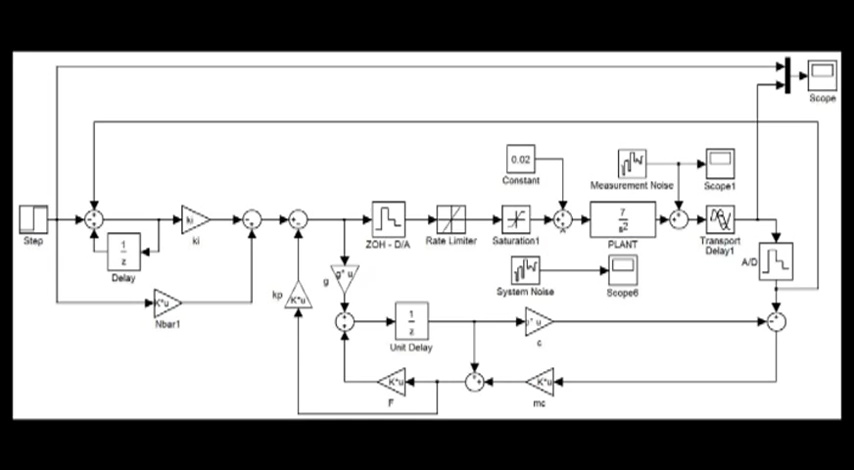 Scope
0.02
Constant
Measurement Noise
Scope1
Step
ki
ki
ZOH - D/A
Rate Limiter
Saturation1
7
s²
PLANT
Transport
Delay1
1
z
Delay
A/D
System Noise
Scope6
g
g* u
kp
K*u
K*u
Nbar1
1
z
Unit Delay
c
K*u
F
K*u
mc